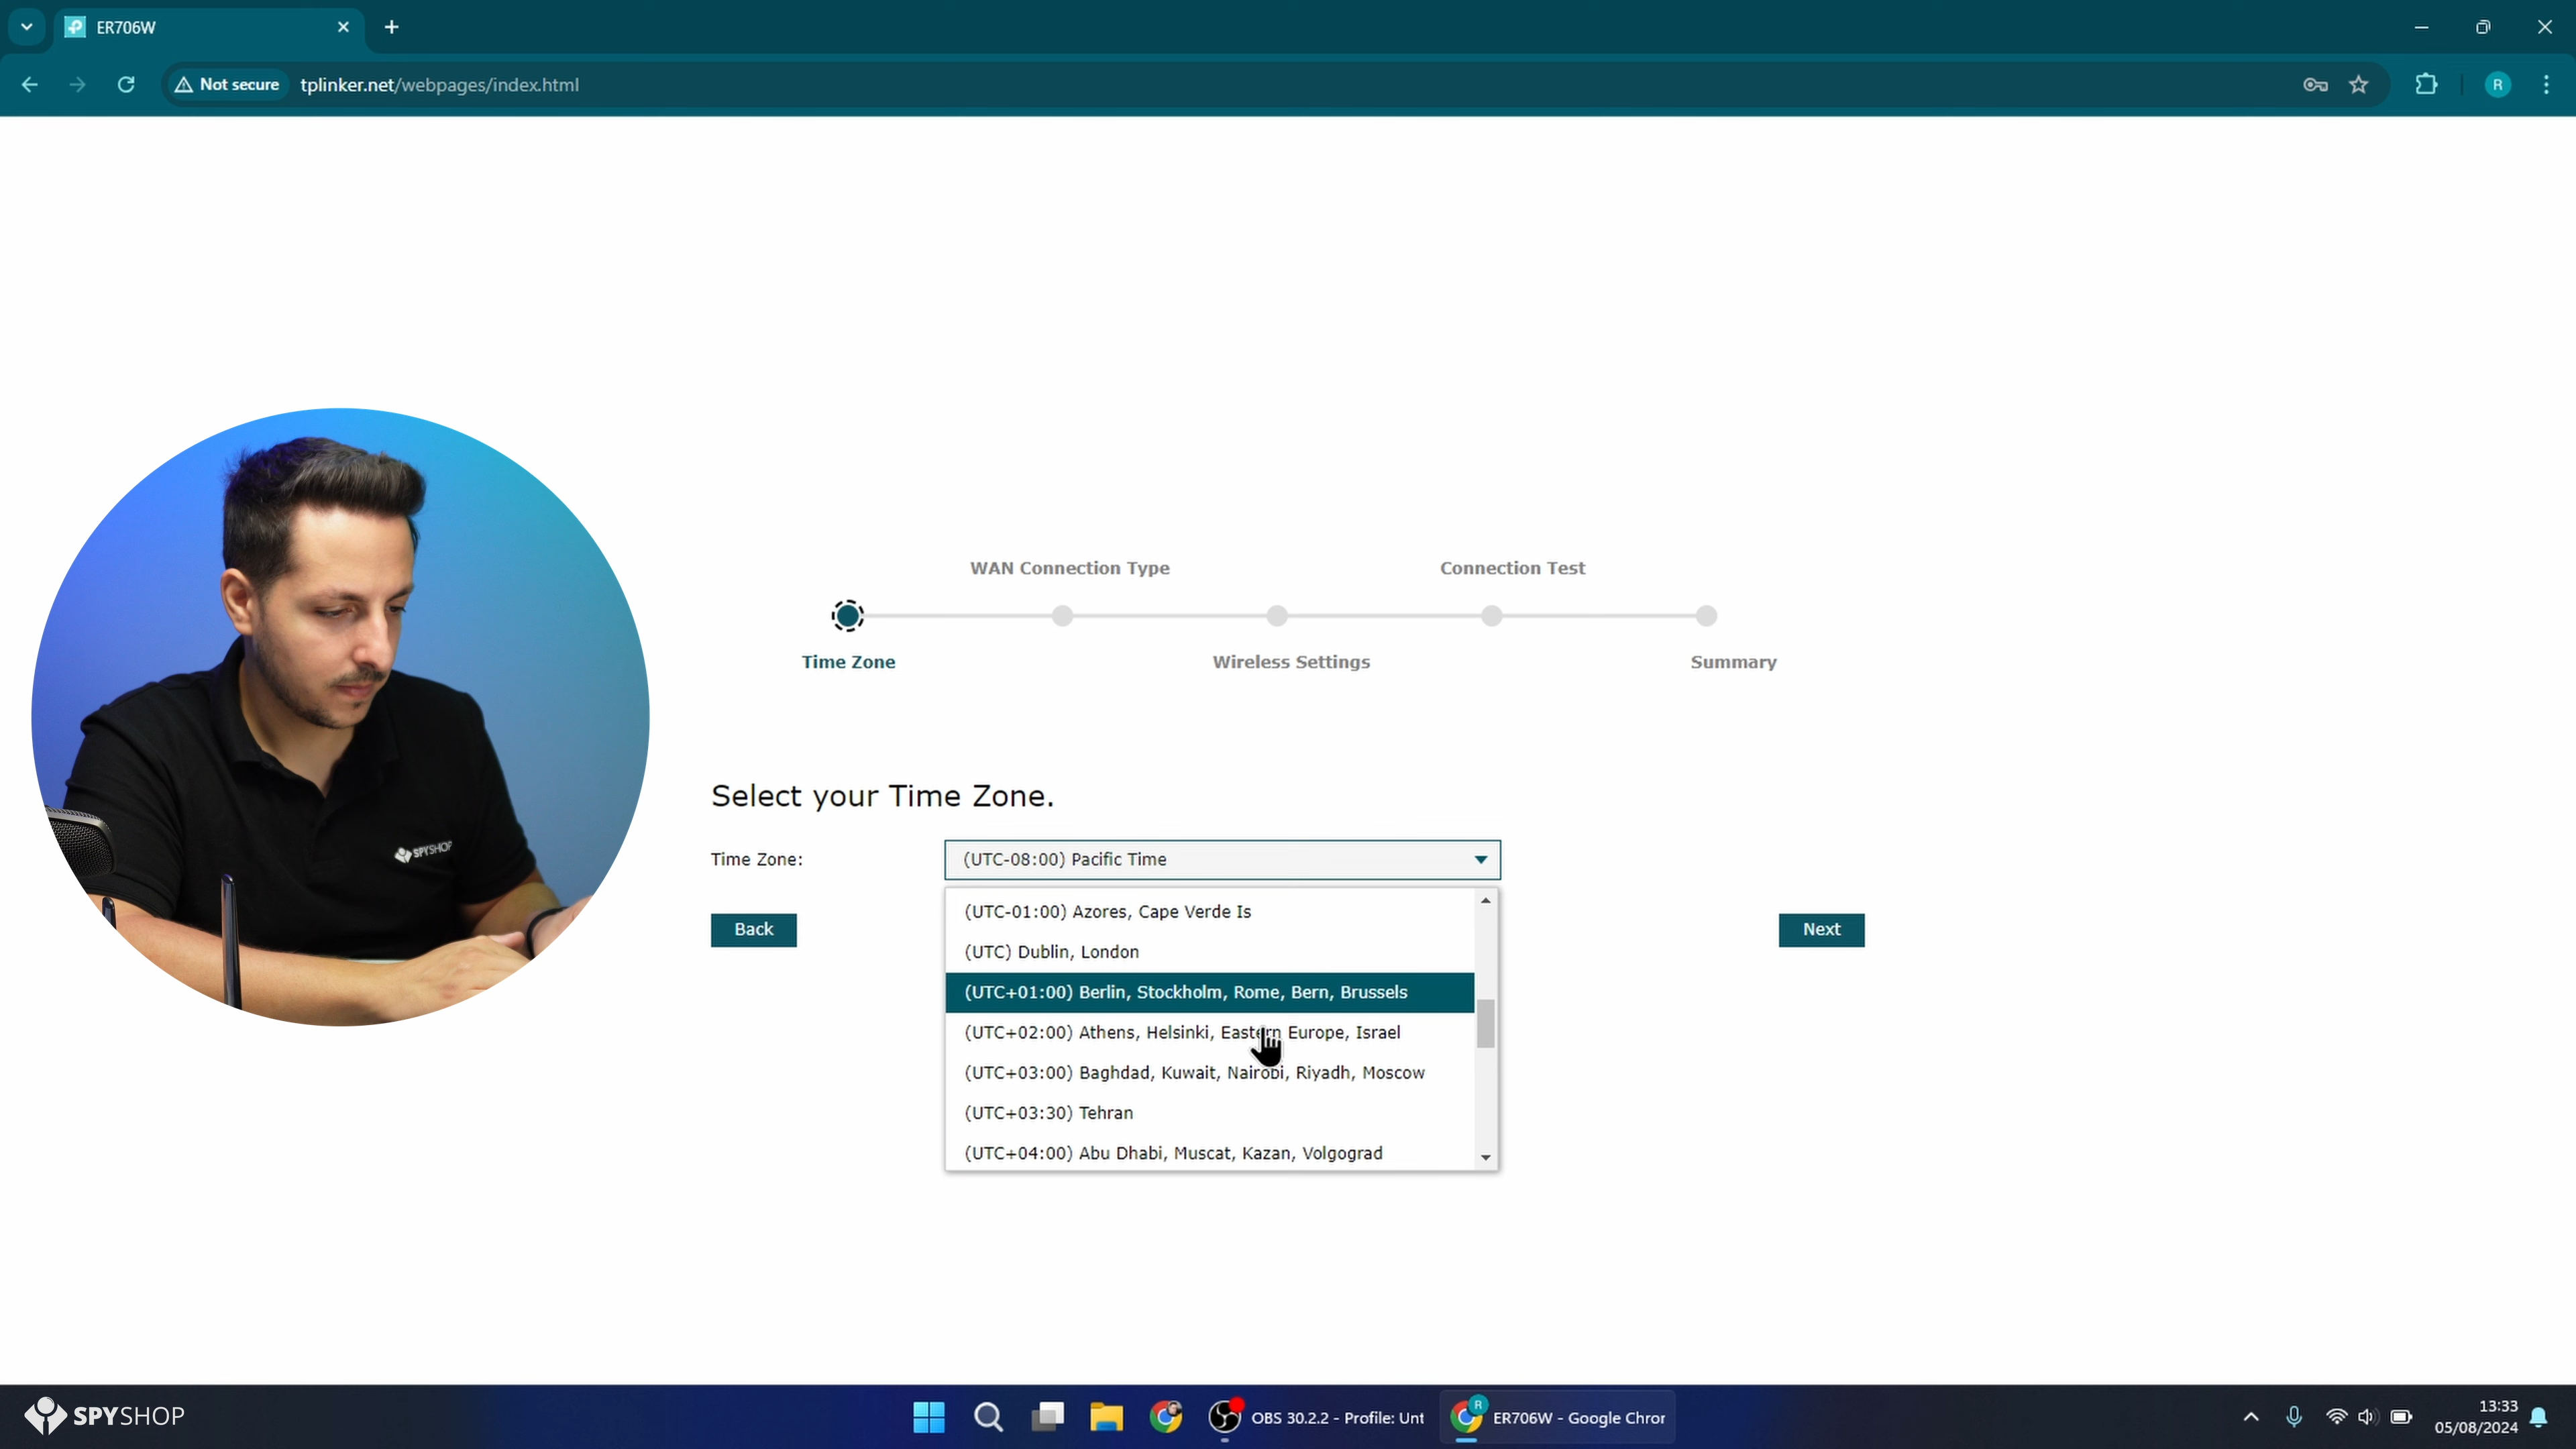 ER706W
Not secure
tplinker.net/webpages/index.html
R
WAN Connection Type
Connection Test
Time Zone
Wireless Settings
Summary
Select your Time Zone.
Time Zone:
(UTC-08:00) Pacific Time
(UTC-01:00) Azores, Cape Verde Is
(UTC) Dublin, London
(UTC+01:00) Berlin, Stockholm, Rome, Bern, Brussels
(UTC+02:00) Athens, Helsinki, Eastern Europe, Israel
(UTC+03:00) Baghdad, Kuwait, Nairobi, Riyadh, Moscow
(UTC+03:30) Tehran
(UTC+04:00) Abu Dhabi, Muscat, Kazan, Volgograd
Back
Next
SPYSHOP
SPYSHOP
OBS 30.2.2 - Profile: Unt
R
ER706W - Google Chror
13:33
05/08/2024